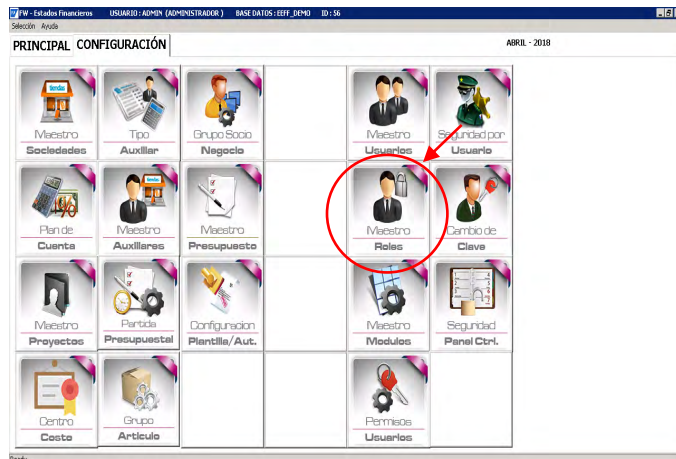 FW - Estados Financieros USUARIO : ADMIN (ADMINISTRADOR ) BASE DATOS : EEFF_DEMO ID : 56
Selección Ayuda
PRINCIPAL CONFIGURACIÓN
ABRIL - 2018
tiendas
Maestro
Sociedades
Tipo
Auxiliar
Grupo Socio
Negocio
Maestro
Usuarios
Seguridad por
Usuario
Plan de
Cuenta
Maestro
Auxiliares
Maestro
Presupuesto
Maestro
Roles
Cambio de
Clave
Maestro
Proyectos
Partida
Presupuestal
Configuracion
Plantilla/Aut.
Maestro
Modulos
Seguridad
Panel Ctrl.
Centro
Costo
Grupo
Articulo
Permisos
Usuarios